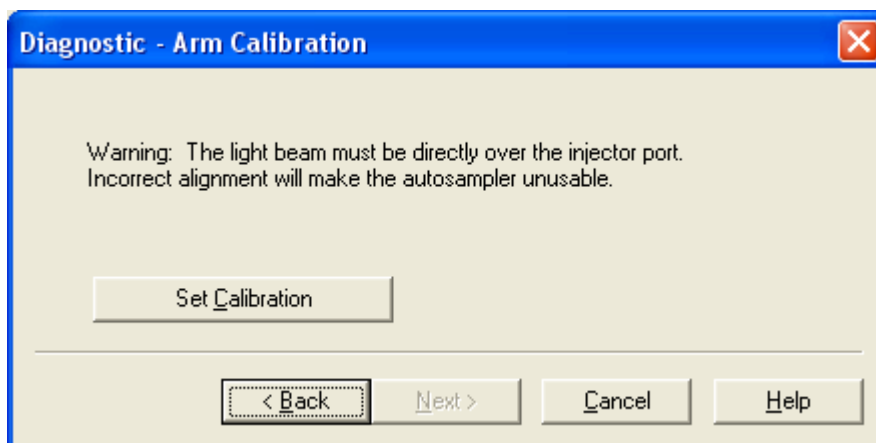 Diagnostic - Arm Calibration
Warning:  The light beam must be directly over the injector port.
Incorrect alignment will make the autosampler unusable.
Set Calibration
< Back
Next >
Cancel
Help